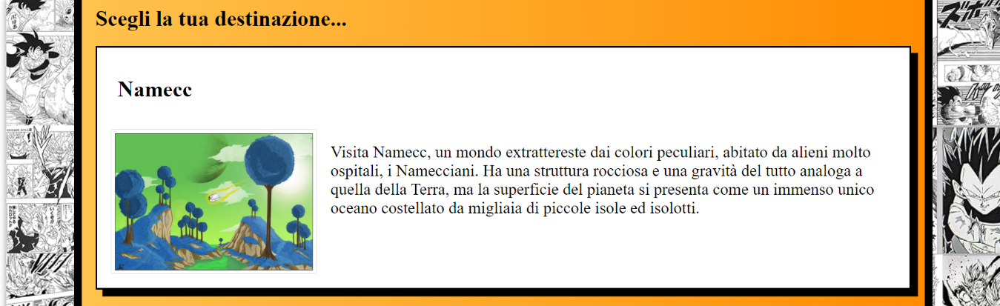 Scegli la tua destinazione...
Namecc
Visita Namecc, un mondo extrattereste dai colori peculiari, abitato da alieni molto
ospitali, i Namecciani. Ha una struttura rocciosa e una gravità del tutto analoga a
quella della Terra, ma la superficie del pianeta si presenta come un immenso unico
oceano costellato da migliaia di piccole isole ed isolotti.